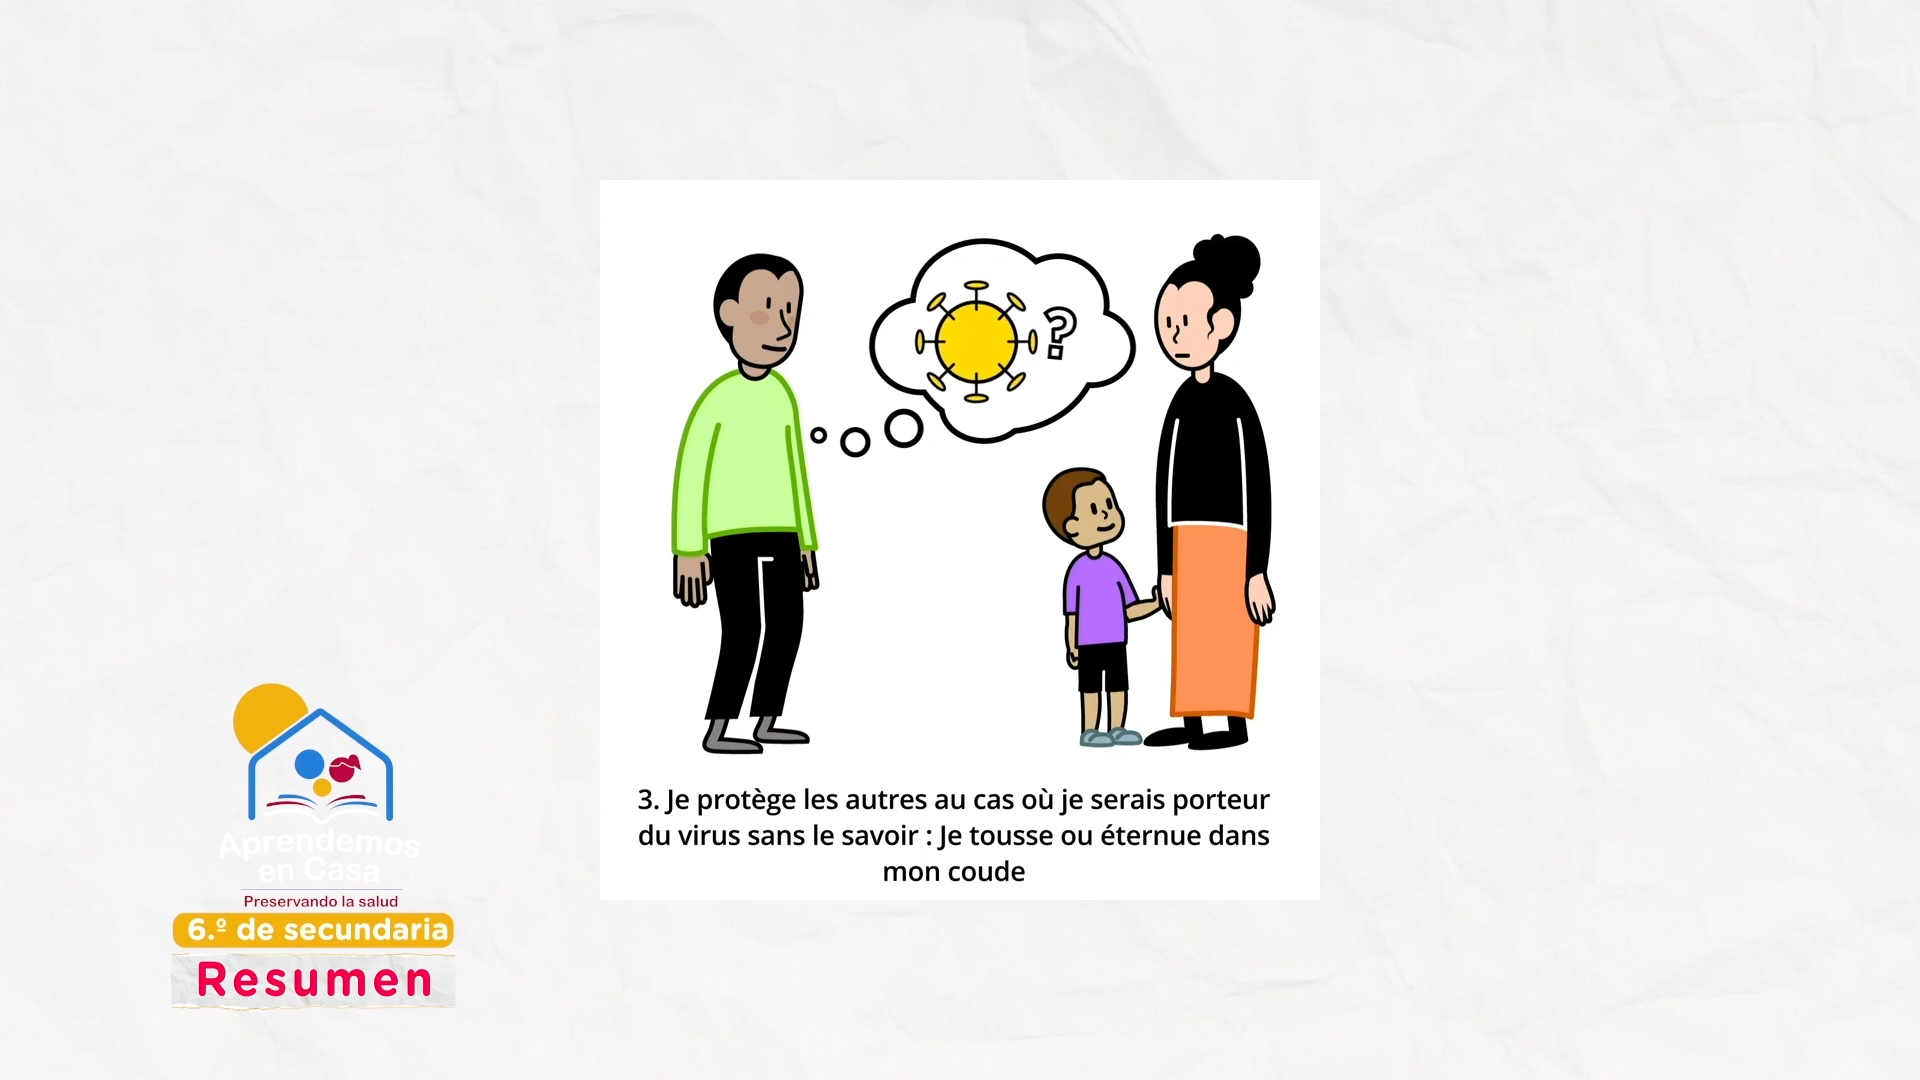 ?
3. Je protège les autres au cas où je serais porteur
du virus sans le savoir : Je tousse ou éternue dans
mon coude
Aprendemos
en Casa
Preservando la salud
6.º de secundaria
Resumen